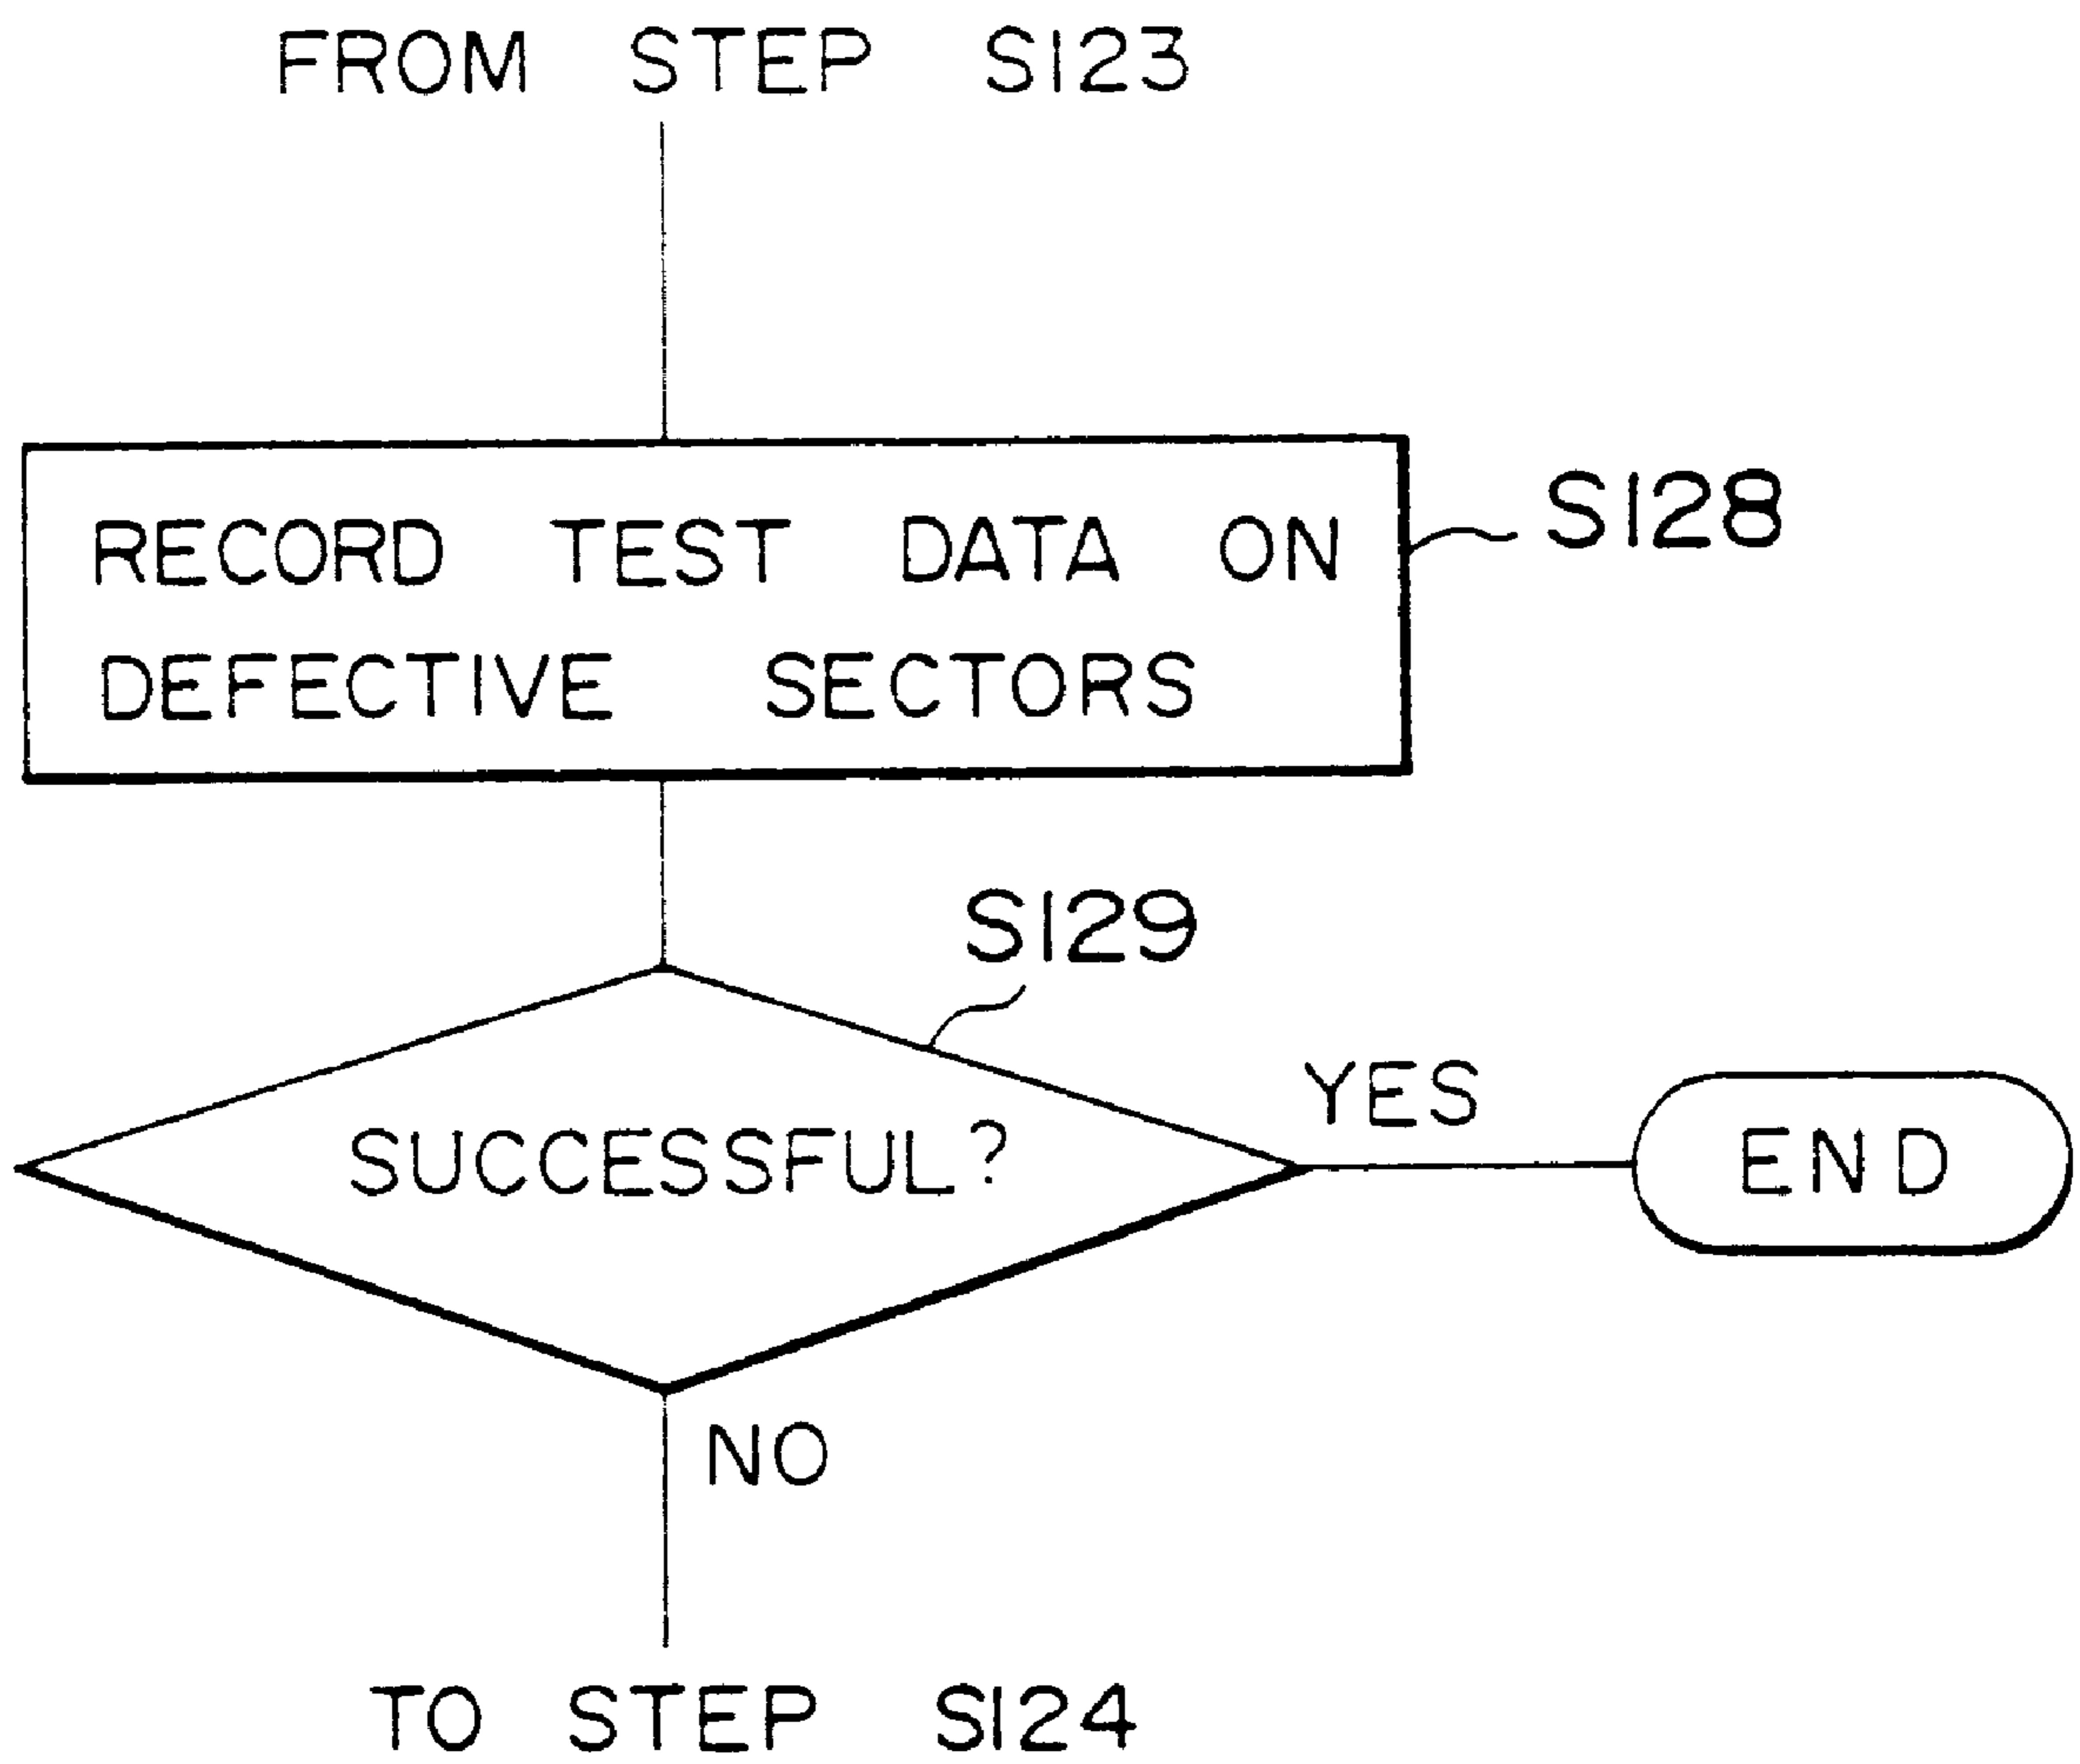 FROM STEP S123
RECORD TEST DATA ON
DEFECTIVE SECTORS
S128
S129
SUCCESSFUL?
YES
END
NO
TO STEP S124